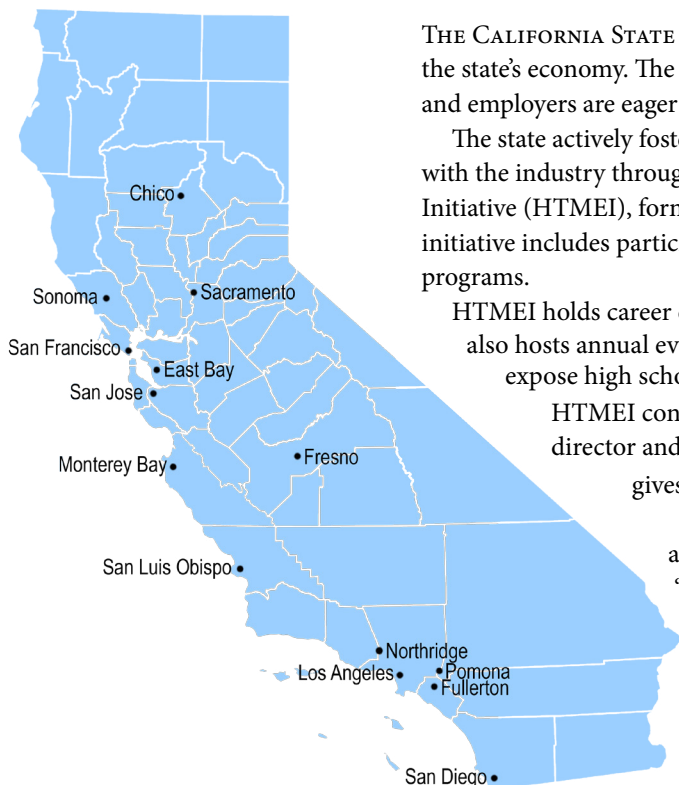 THE CALIFORNIA STATE
the state’s economy. The
and employers are eager
The state actively foste
with the industry throug
Initiative (HTMEI), form
initiative includes partic
programs.
HTMEI holds career
also hosts annual ev
expose high scho
HTMEI con
director and
gives
a
“
Chico
Sonoma
Sacramento
San Francisco
East Bay
San Jose
Monterey Bay
Fresno
San Luis Obispo
Northridge
Los Angeles
Pomona
Fullerton
San Diego